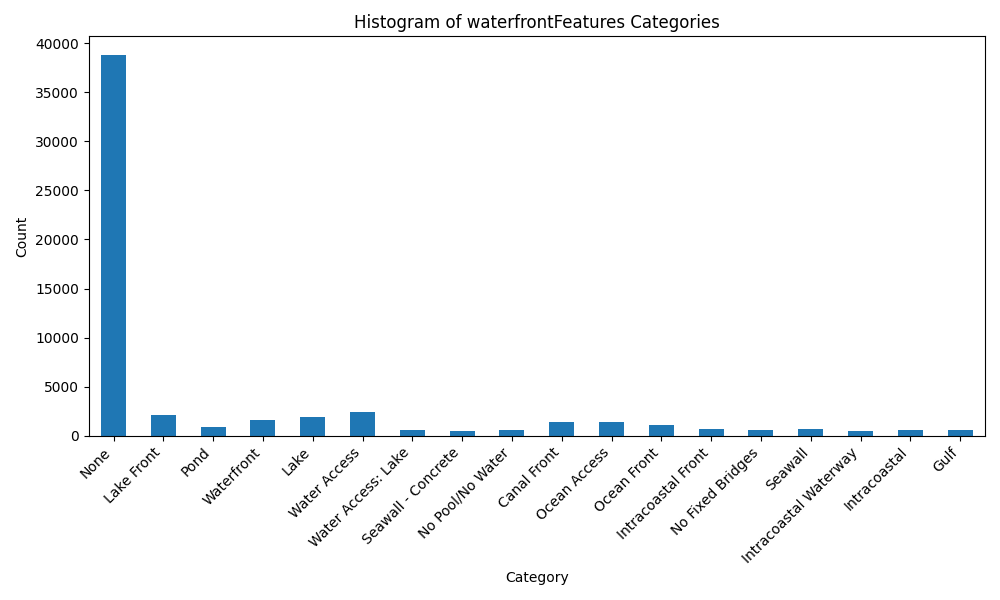 Histogram of waterfrontFeatures Categories
40000
35000
30000
25000
20000
15000
10000
5000
0
Count
None
Lake Front
Pond
Waterfront
Lake
Water Access
Water Access: Lake
Seawall - Concrete
No Pool/No Water
Canal Front
Ocean Access
Ocean Front
Intracoastal Front
No Fixed Bridges
Seawall
Intracoastal Waterway
Intracoastal
Gulf
Category